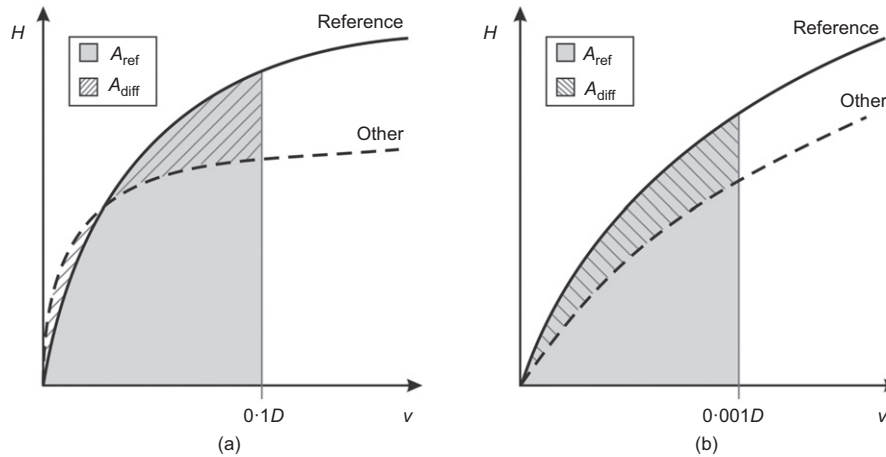 H
Reference
A_ref
A_diff
Other
0·1D
v
(a)
H
Reference
A_ref
A_diff
Other
0·001D
v
(b)